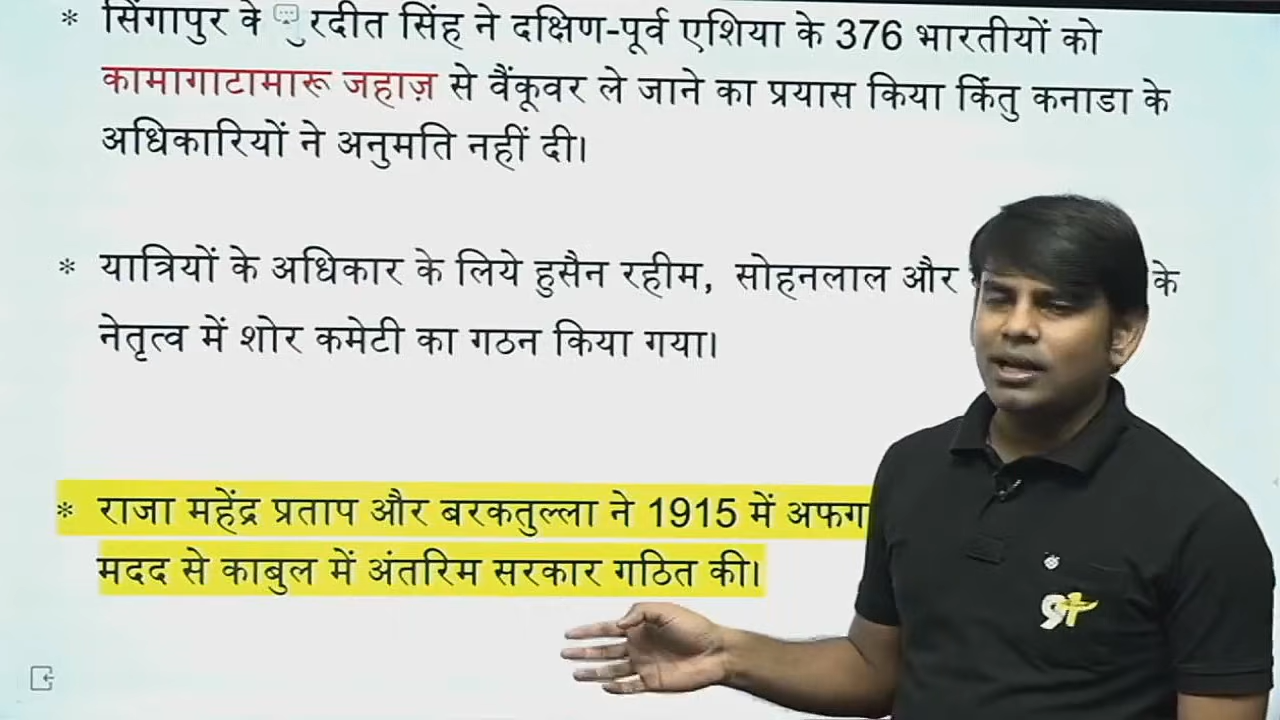 * सिंगापुर के रदीत सिंह ने दक्षिण-पूर्व एशिया के 376 भारतीयों को
कामागाटामारू जहाज़ से वैंकूवर ले जाने का प्रयास किया किंतु कनाडा के
अधिकारियों ने अनुमति नहीं दी।
* यात्रियों के अधिकार के लिये हुसैन रहीम, सोहनलाल और के
नेतृत्व में शोर कमेटी का गठन किया गया।
* राजा महेंद्र प्रताप और बरकतुल्ला ने 1915 में
मदद से काबुल में अंतरिम सरकार गठित की।